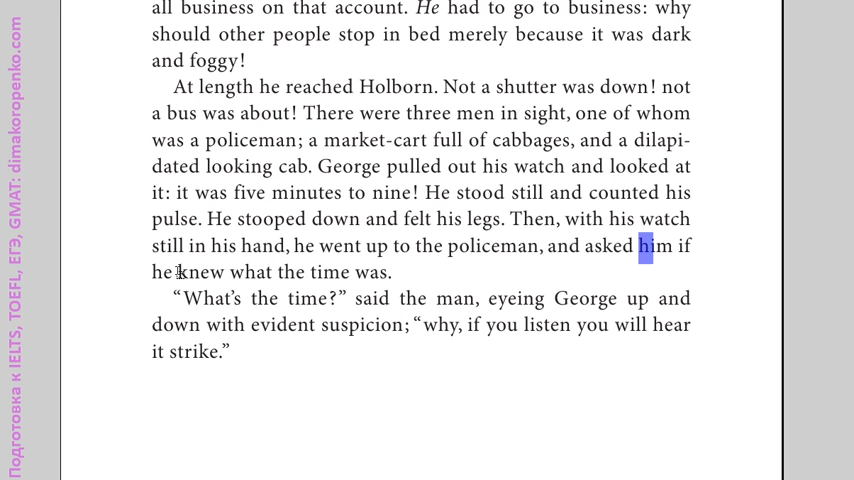 all business on that account. He had to go to business: why
should other people stop in bed merely because it was dark
and foggy!
At length he reached Holborn. Not a shutter was down! not
a bus was about! There were three men in sight, one of whom
was a policeman; a market-cart full of cabbages, and a dilapi-
dated looking cab. George pulled out his watch and looked at
it: it was five minutes to nine! He stood still and counted his
pulse. He stooped down and felt his legs. Then, with his watch
still in his hand, he went up to the policeman, and asked him if
he knew what the time was.
“What’s the time?” said the man, eyeing George up and
down with evident suspicion; “why, if you listen you will hear
it strike.”
Подготовка к IELTS, TOEFL, ЕГЭ, GMAT: dimakoropenko.com